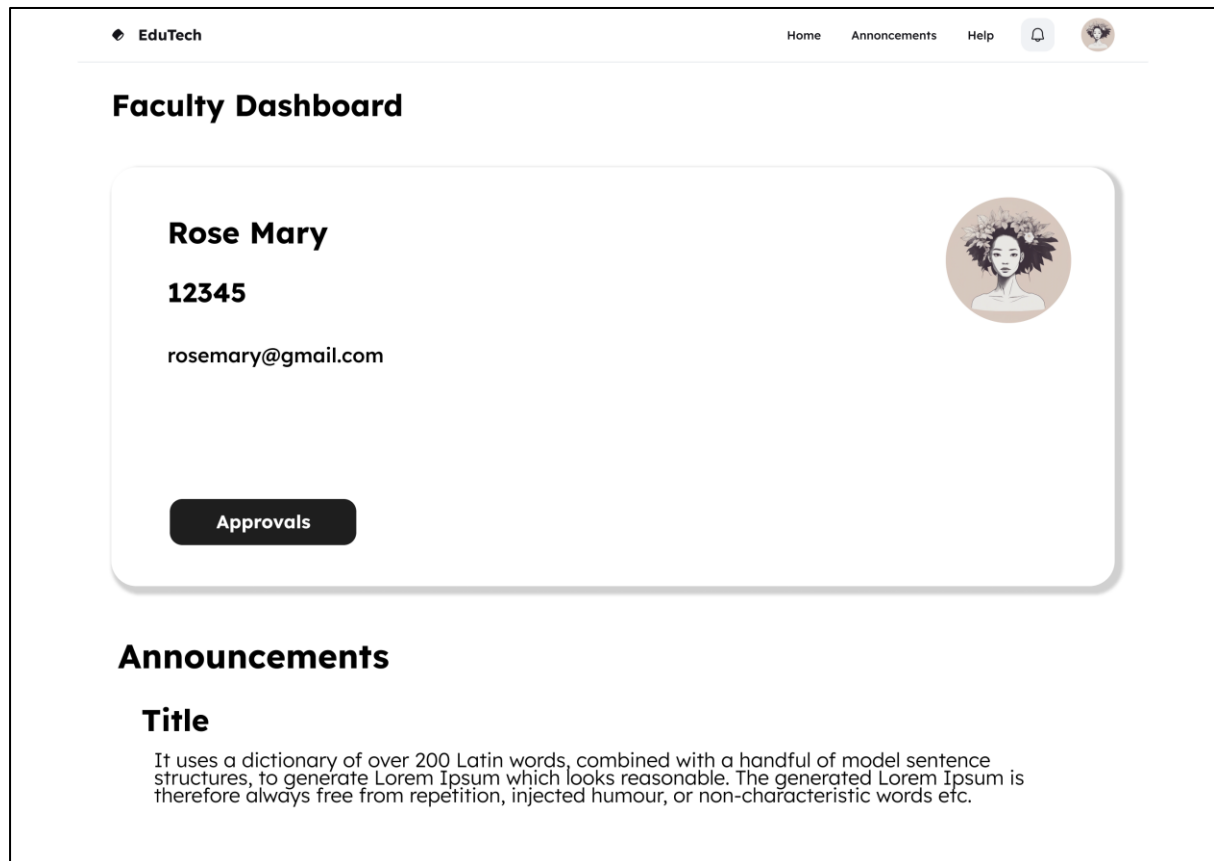 EduTech
Home
Annoncements
Help
Faculty Dashboard
Rose Mary
12345
rosemary@gmail.com
Approvals
Announcements
Title
It uses a dictionary of over 200 Latin words, combined with a handful of model sentence
structures, to generate Lorem Ipsum which looks reasonable. The generated Lorem Ipsum is
therefore always free from repetition, injected humour, or non-characteristic words etc.